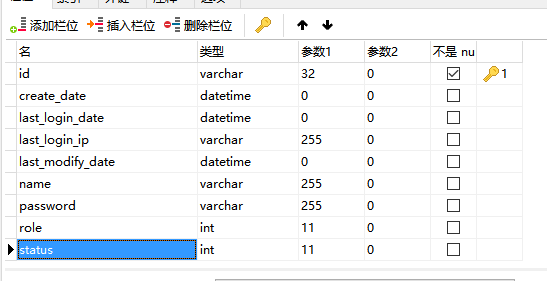 添加栏位 插入栏位 删除栏位
名 类型 参数1 参数2 不是 nu
id varchar 32 0 1
create_date datetime 0 0
last_login_date datetime 0 0
last_login_ip varchar 255 0
last_modify_date datetime 0 0
name varchar 255 0
password varchar 255 0
role int 11 0
status int 11 0